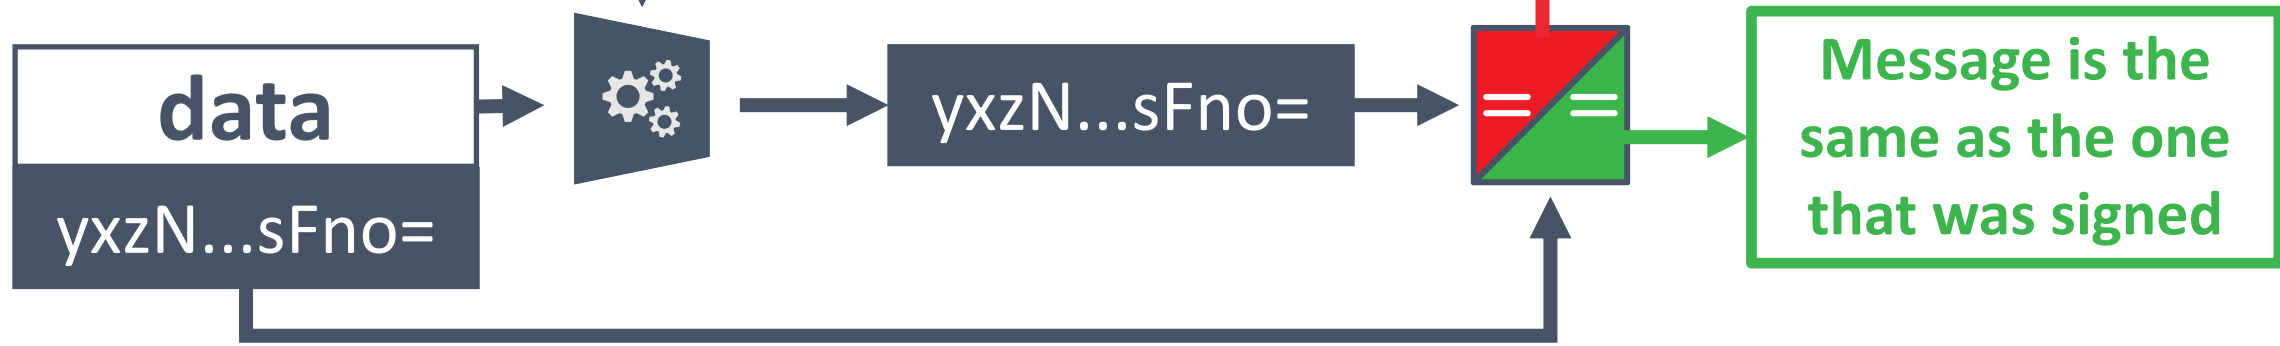 data
yxzN...sFno=
yxzN...sFno=
Message is the
same as the one
that was signed